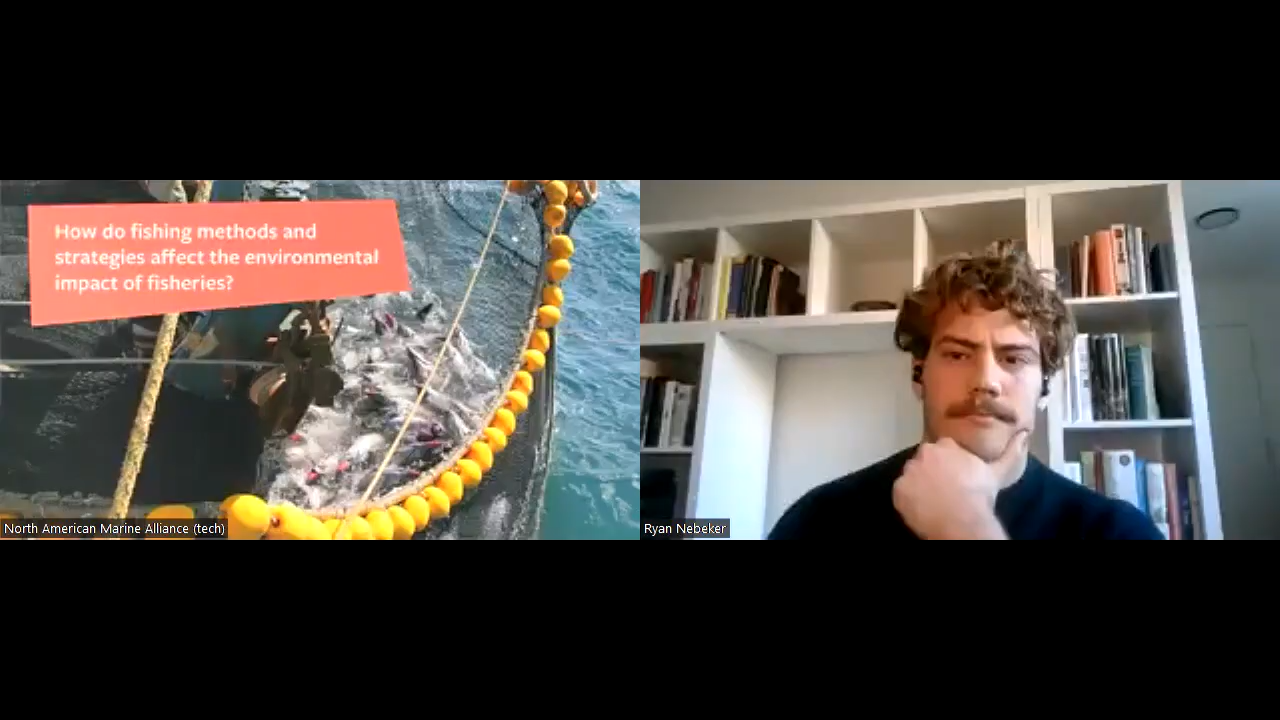 How do fishing methods and
strategies affect the environmental
impact of fisheries?
North American Marine Alliance (tech)
Ryan Nebeker